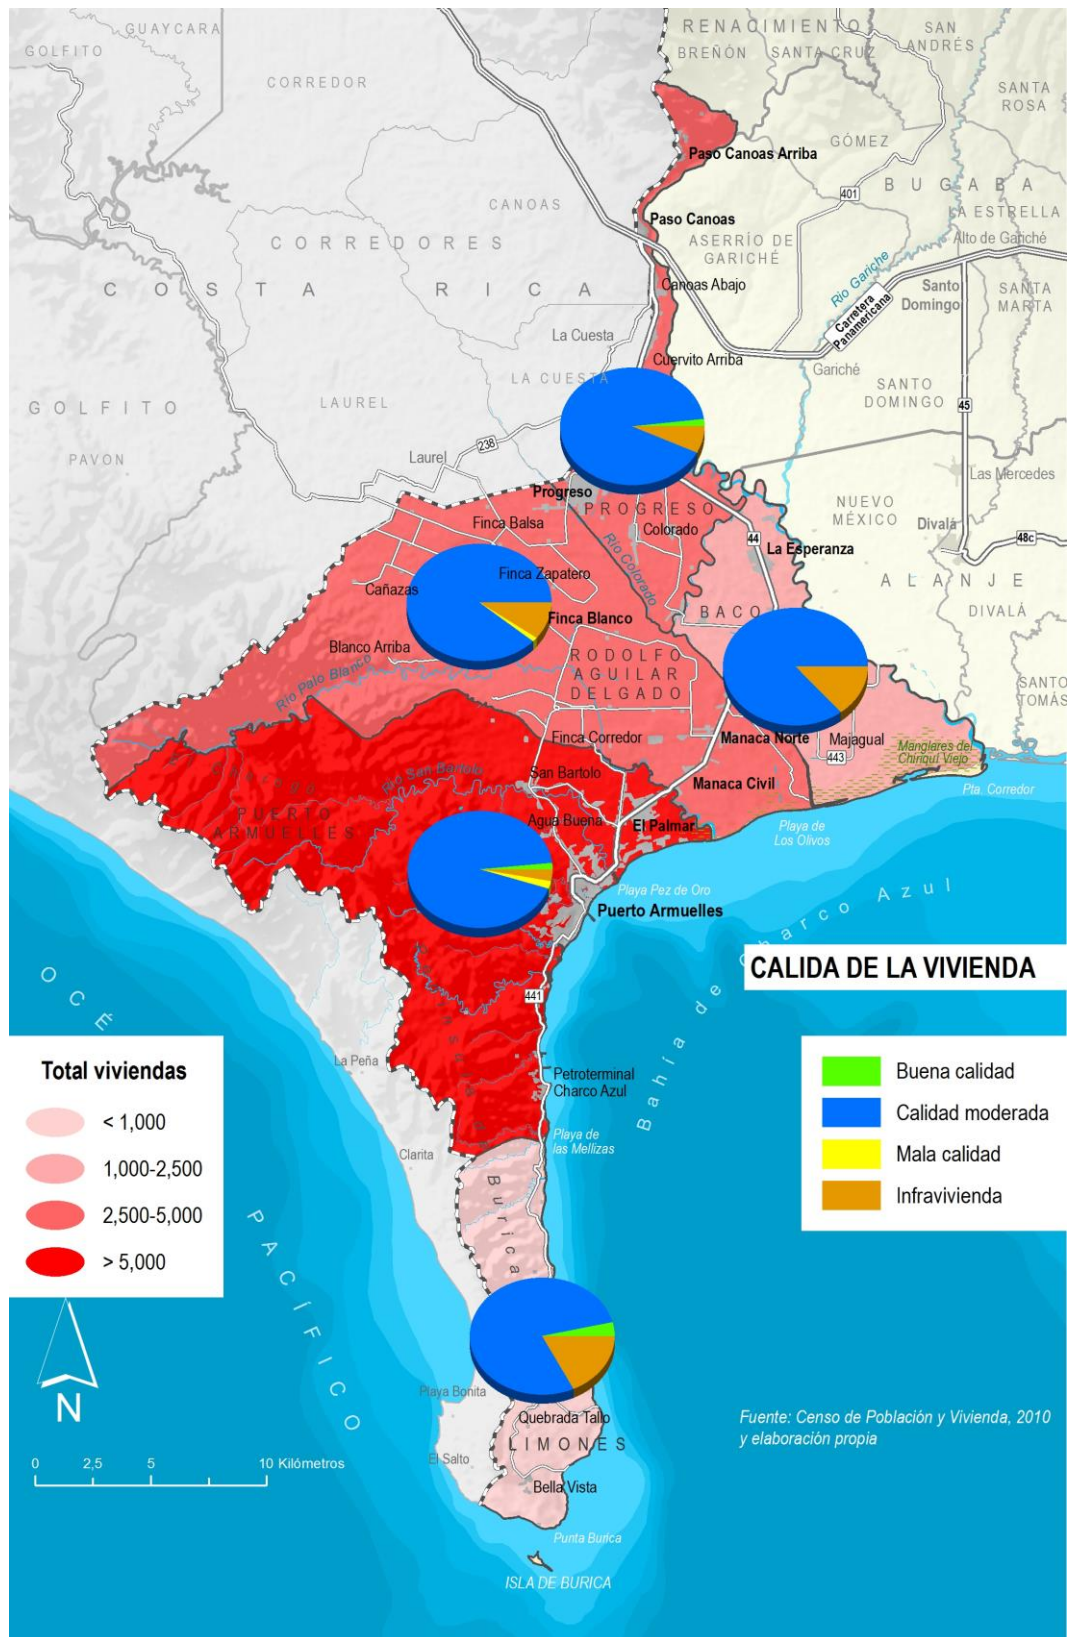 GUAYCARA
GOLFITO
CORREDOR
RENACIMIENTO
BREÑÓN
SANTA CRUZ
SAN
ANDRÉS
SANTA
ROSA
Paso Canoas Arriba
GÓMEZ
401
BUGABA
CANOAS
Paso Canoas
LA ESTRELLA
CORREDORES
ASERRÍO DE
GARICHÉ
Alto de Gariché
Río Gariche
COSTA RICA
Canoas Abajo
Santo
Domingo
SANTA
MARTA
Carretera
Panamericana
La Cuesta
Cuervito Arriba
Gariché
LA CUESTA
SANTO
DOMINGO
45
GOLFITO
LAUREL
PAVON
238
Laurel
Las Mercedes
Progreso
PROGRESO
NUEVO
MÉXICO
Divalá
Finca Balsa
Colorado
44
48c
Río Colorado
La Esperanza
Finca Zapatero
ALANJE
Cañazas
BACO
DIVALÁ
Finca Blanco
Blanco Arriba
RODOLFO
AGUILAR
DELGADO
Río Palo Blanco
SANTO
TOMÁS
Finca Corredor
Manaca Norte
Majagual
Manglares del
Chiriquí Viejo
443
San Bartolo
Río San Bartolo
Manaca Civil
Pta. Corredor
PUERTO
ARMUELLES
Agua Buena
El Palmar
Playa de
Los Olivos
Playa Pez de Oro
Puerto Armuelles
Bahía de Charco Azul
CALIDA DE LA VIVIENDA
441
OCÉ
PACÍFICO
La Peña
Petroterminal
Charco Azul
Total viviendas
< 1,000
1,000-2,500
2,500-5,000
> 5,000
Buena calidad
Calidad moderada
Mala calidad
Infravivienda
Playa de
las Mellizas
Clarita
Burica
N
Playa Bonita
Quebrada Tallo
LIMONES
El Salto
Fuente: Censo de Población y Vivienda, 2010
y elaboración propia
0 2,5 5 10 Kilómetros
Bella Vista
Punta Burica
ISLA DE BURICA